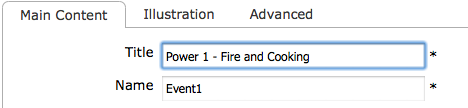 Main Content Illustration Advanced
Title Power 1 - Fire and Cooking *
Name Event1 *